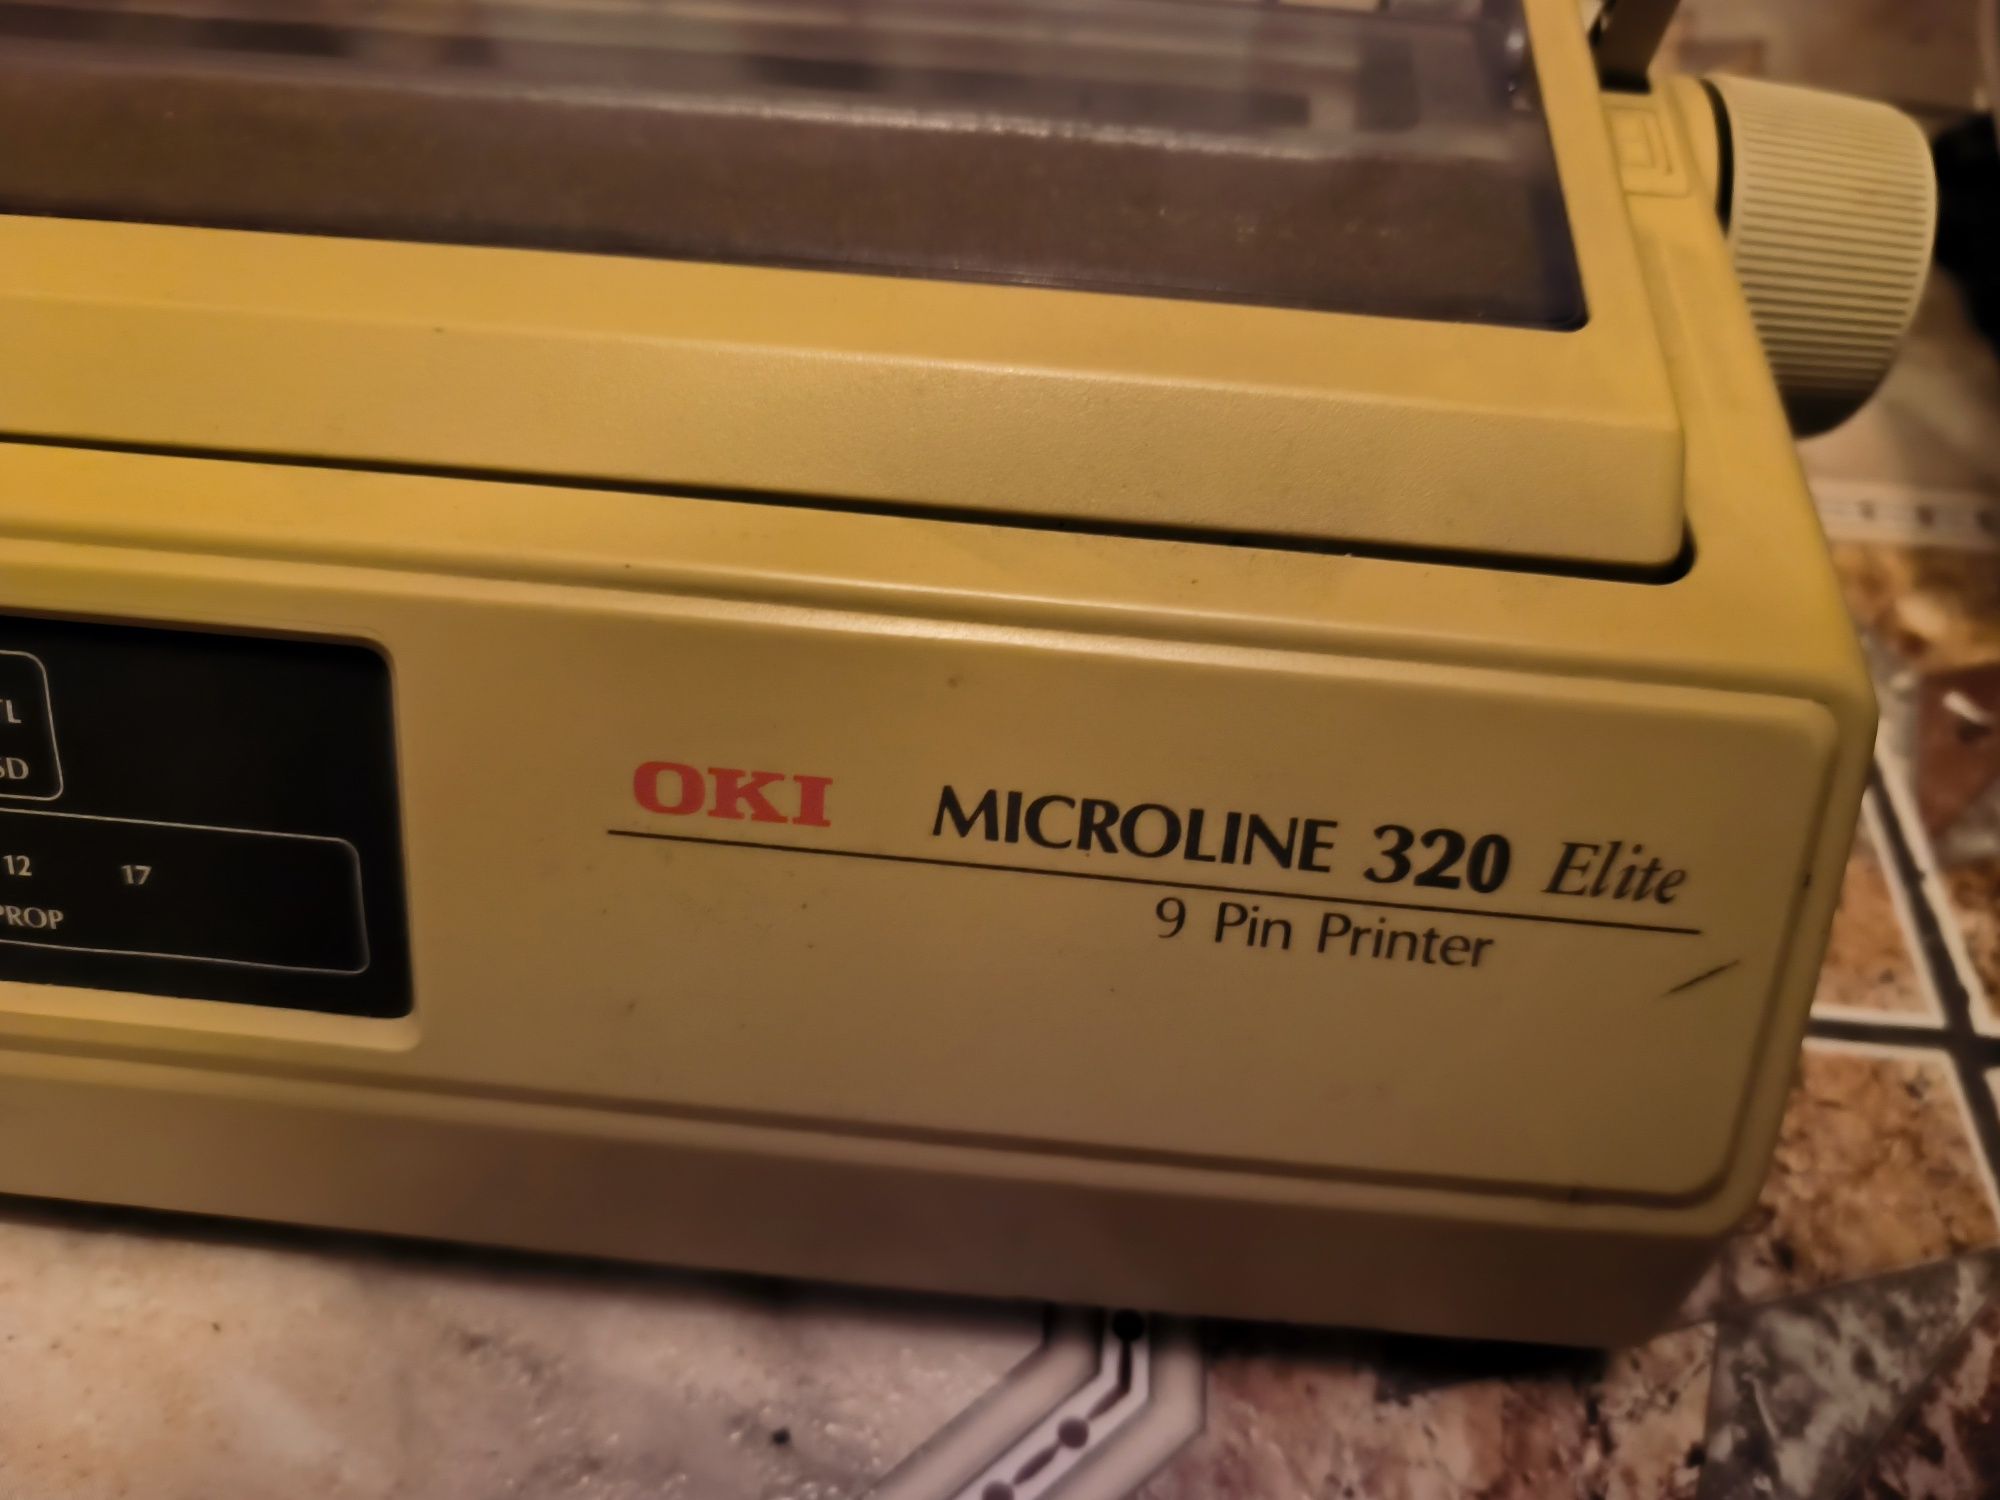 OKI MICROLINE 320 Elite
9 Pin Printer
12 17
PROP